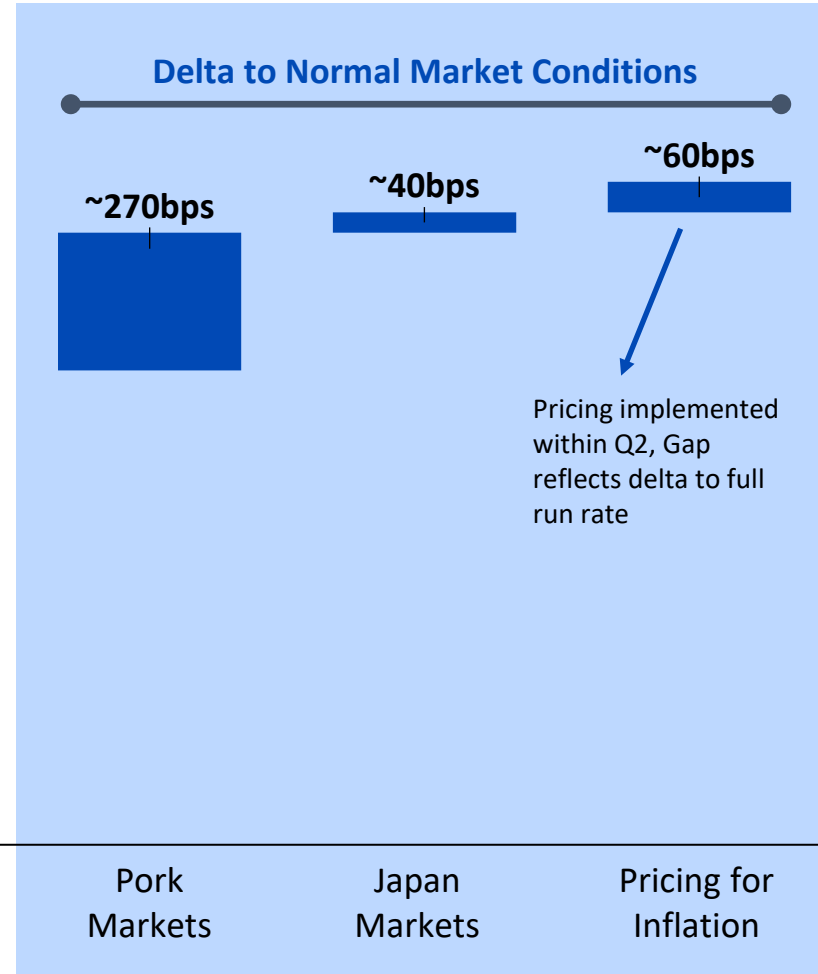 Delta to Normal Market Conditions
~270bps
~40bps
~60bps
Pricing implemented
within Q2, Gap
reflects delta to full
run rate
Pork
Markets
Japan
Markets
Pricing for
Inflation